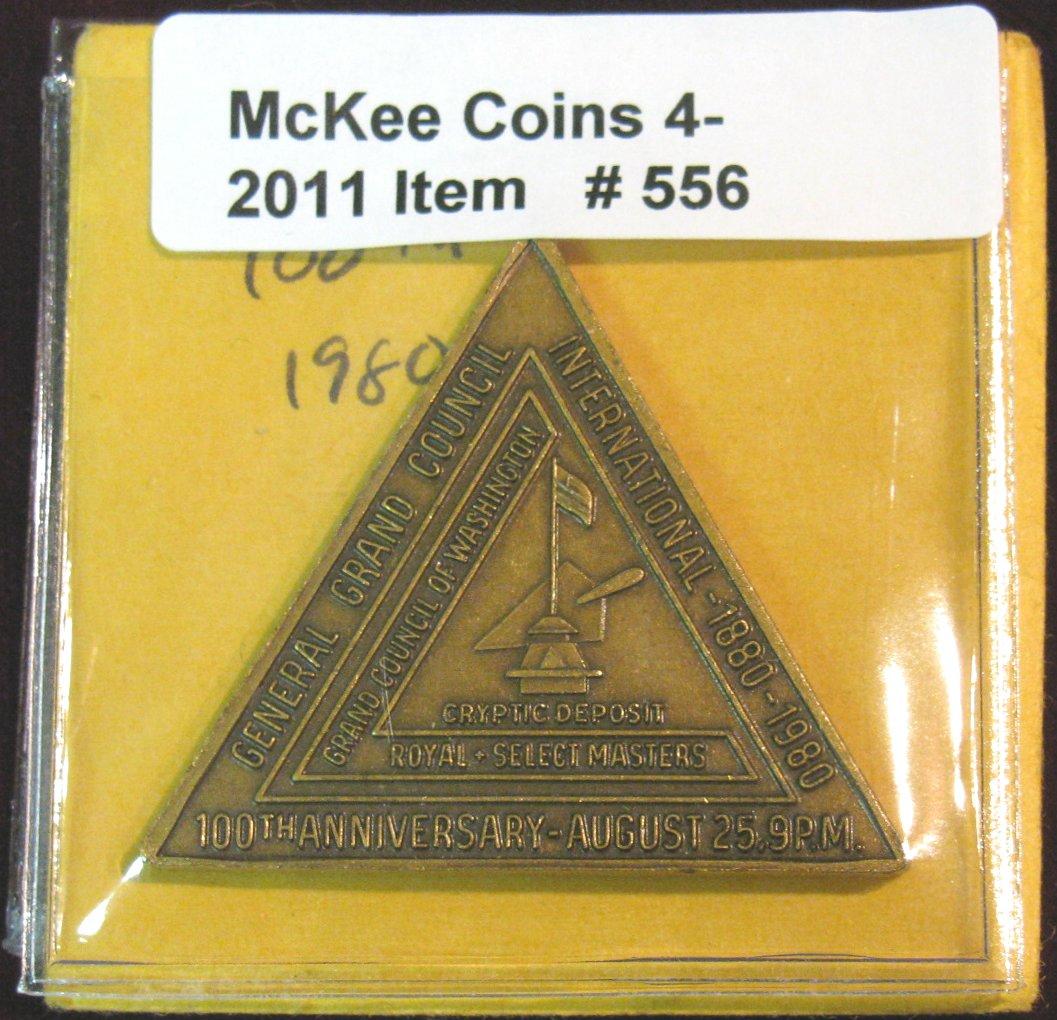 McKee Coins 4-
2011 Item # 556
1980
GENERAL GRAND COUNCIL
INTERNATIONAL - 1880 - 1980
GRAND COUNCIL OF WASHINGTON
CRYPTIC DEPOSIT
ROYAL + SELECT MASTERS
100TH ANNIVERSARY - AUGUST 25, 9P.M.